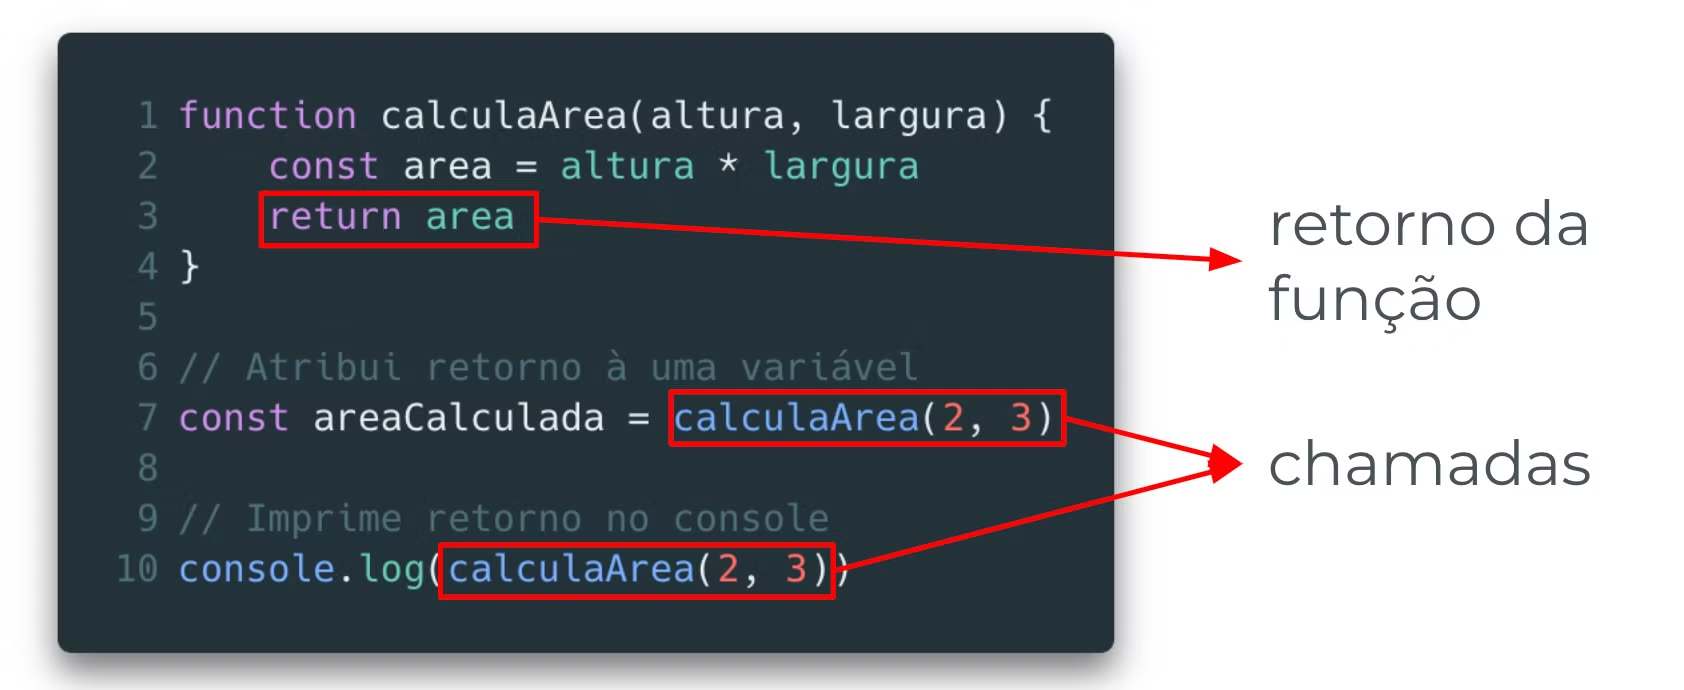 1 function calculaArea(altura, largura) {
2     const area = altura * largura
3     return area
4 }
5
6 // Atribui retorno à uma variável
7 const areaCalculada = calculaArea(2, 3)
8
9 // Imprime retorno no console
10 console.log(calculaArea(2, 3))
retorno da
função
chamadas